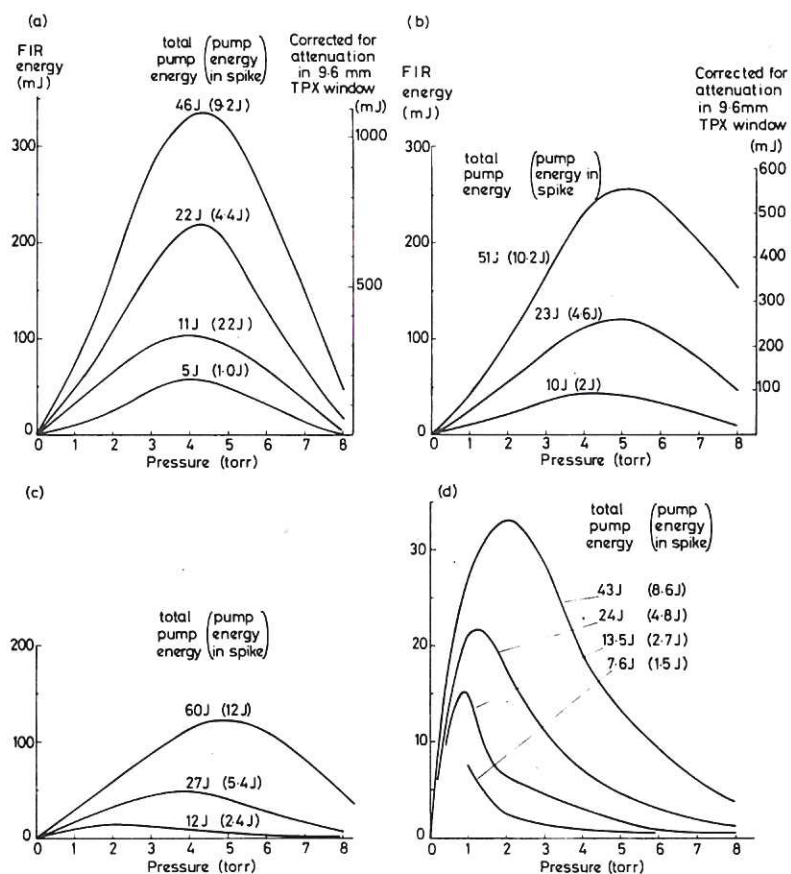 (a)
FIR
energy
(mJ)
total (pump
pump energy
energy in spike)
Corrected for
attenuation
in 9·6 mm
TPX window
(mJ)
300
200
100
0
1000
500
46J (9·2J)
22J (4·4J)
11J (22J)
5J (1·0J)
0 1 2 3 4 5 6 7 8
Pressure (torr)
(b)
FIR
energy
(mJ)
total (pump
pump energy in
energy spike)
Corrected for
attenuation
in 9·6mm
TPX window
(mJ)
300
200
100
0
600
500
400
300
200
100
51J (10·2J)
23J (4·6J)
10J (2J)
0 1 2 3 4 5 6 7 8
Pressure (torr)
(c)
total (pump
pump energy
energy in spike)
200
100
0
60J (12J)
27J (5·4J)
12J (2·4J)
0 1 2 3 4 5 6 7 8
Pressure (torr)
(d)
total (pump
pump energy
energy in spike)
30
20
10
0
43J (8·6J)
24J (4·8J)
13·5J (2·7J)
7·6J (1·5J)
0 1 2 3 4 5 6 7 8
Pressure (torr)